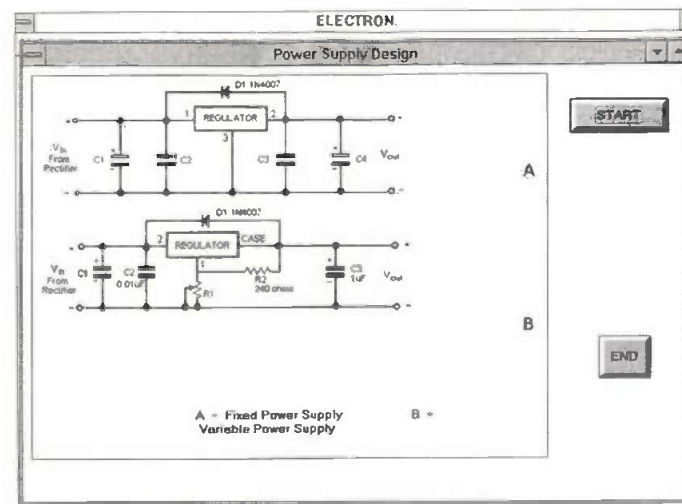 ELECTRON.
Power Supply Design
D1 1N4007
1 REGULATOR 2
3
+ +
Vin From Rectifier
C1 C2 C3 C4
Vout
- -
A
START
D1 1N4007
2 REGULATOR CASE
1
+ +
Vin From Rectifier
C1 C2 0.01uF
R1
R2 240 ohms
C3 1uF
Vout
- -
B
END
A = Fixed Power Supply B =
Variable Power Supply